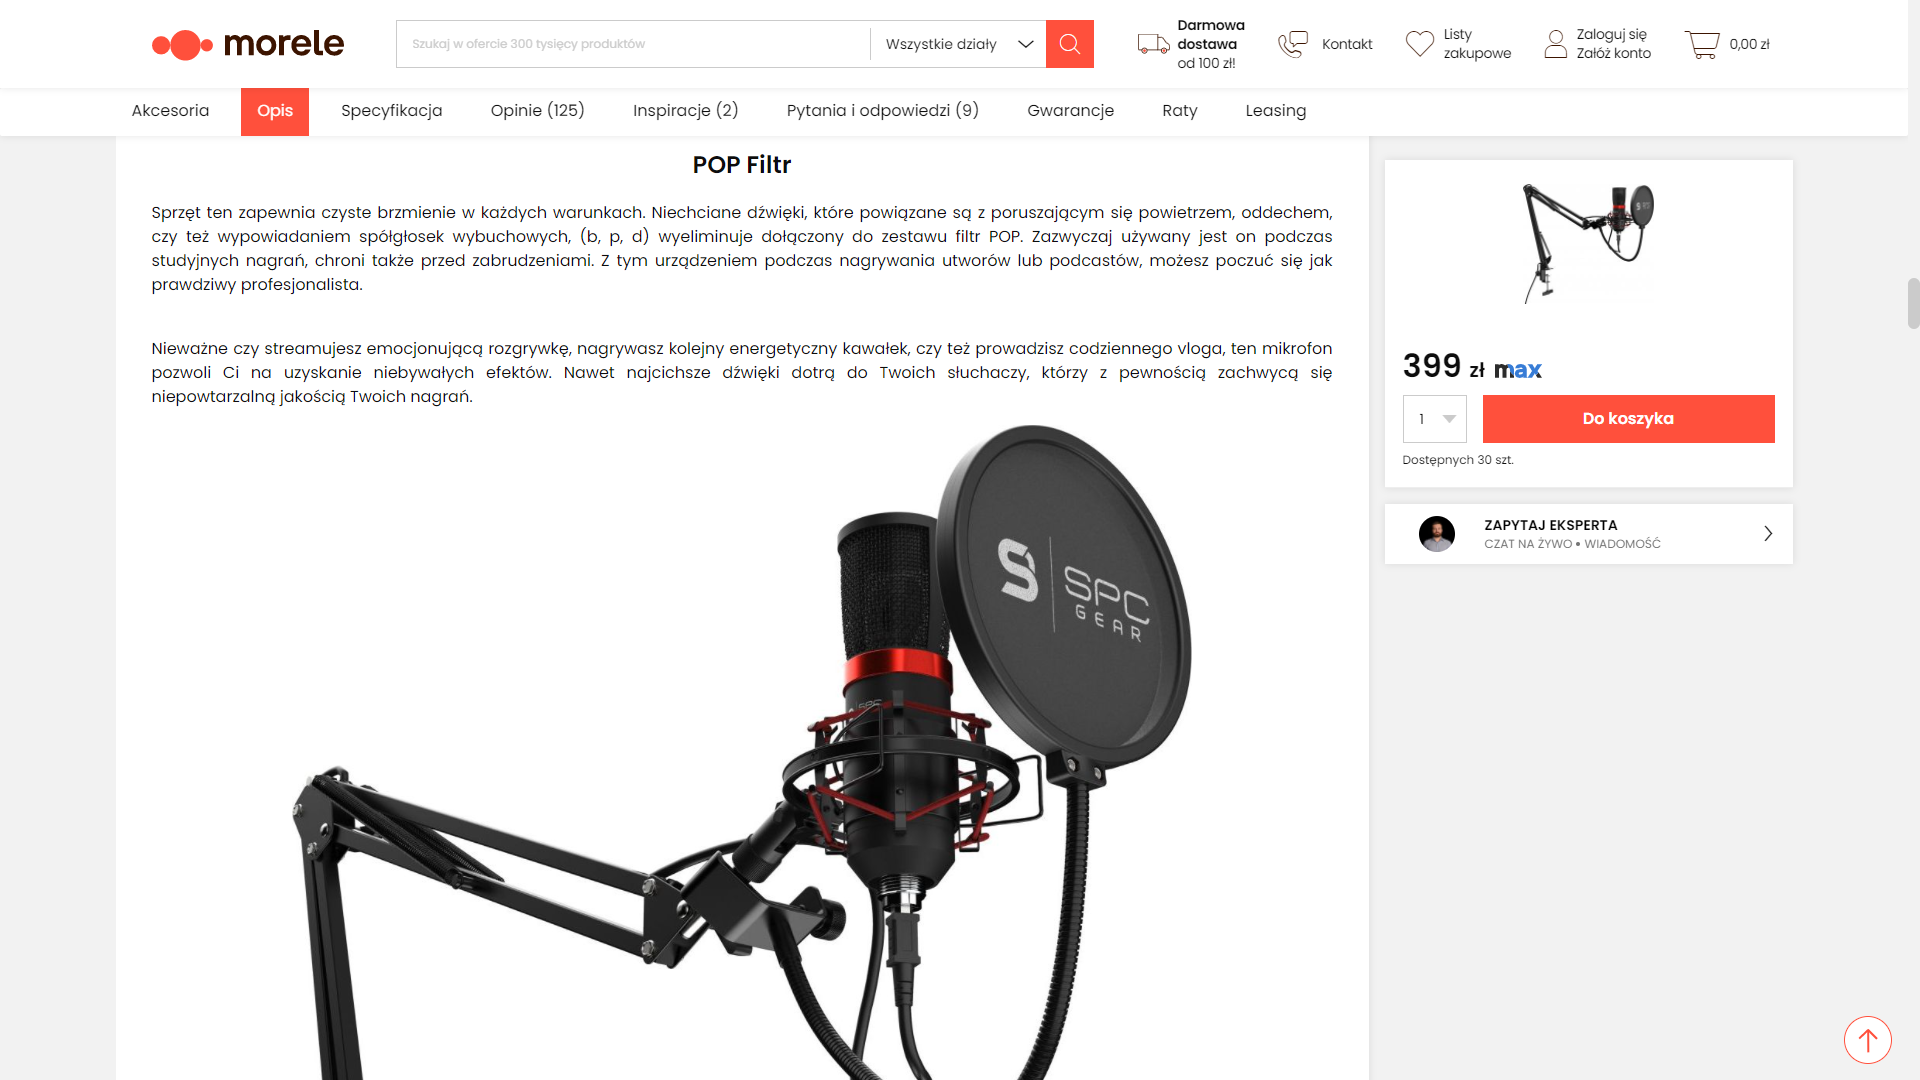 morele
Szukaj w ofercie 300 tysięcy produktów
Wszystkie działy
Darmowa
dostawa
od 100 zł!
Kontakt
Listy
zakupowe
Zaloguj się
Załóż konto
0,00 zł
Akcesoria
Opis
Specyfikacja
Opinie (125)
Inspiracje (2)
Pytania i odpowiedzi (9)
Gwarancje
Raty
Leasing
POP Filtr
Sprzęt ten zapewnia czyste brzmienie w każdych warunkach. Niechciane dźwięki, które powiązane są z poruszającym się powietrzem, oddechem,
czy też wypowiadaniem spółgłosek wybuchowych, (b, p, d) wyeliminuje dołączony do zestawu filtr POP. Zazwyczaj używany jest on podczas
studyjnych nagrań, chroni także przed zabrudzeniami. Z tym urządzeniem podczas nagrywania utworów lub podcastów, możesz poczuć się jak
prawdziwy profesjonalista.
Nieważne czy streamujesz emocjonującą rozgrywkę, nagrywasz kolejny energetyczny kawałek, czy też prowadzisz codziennego vloga, ten mikrofon
pozwoli Ci na uzyskanie niebywałych efektów. Nawet najcichsze dźwięki dotrą do Twoich słuchaczy, którzy z pewnością zachwycą się
niepowtarzalną jakością Twoich nagrań.
SPC
GEAR
SPC
399 zł max
1
Do koszyka
Dostępnych 30 szt.
ZAPYTAJ EKSPERTA
CZAT NA ŻYWO • WIADOMOŚĆ